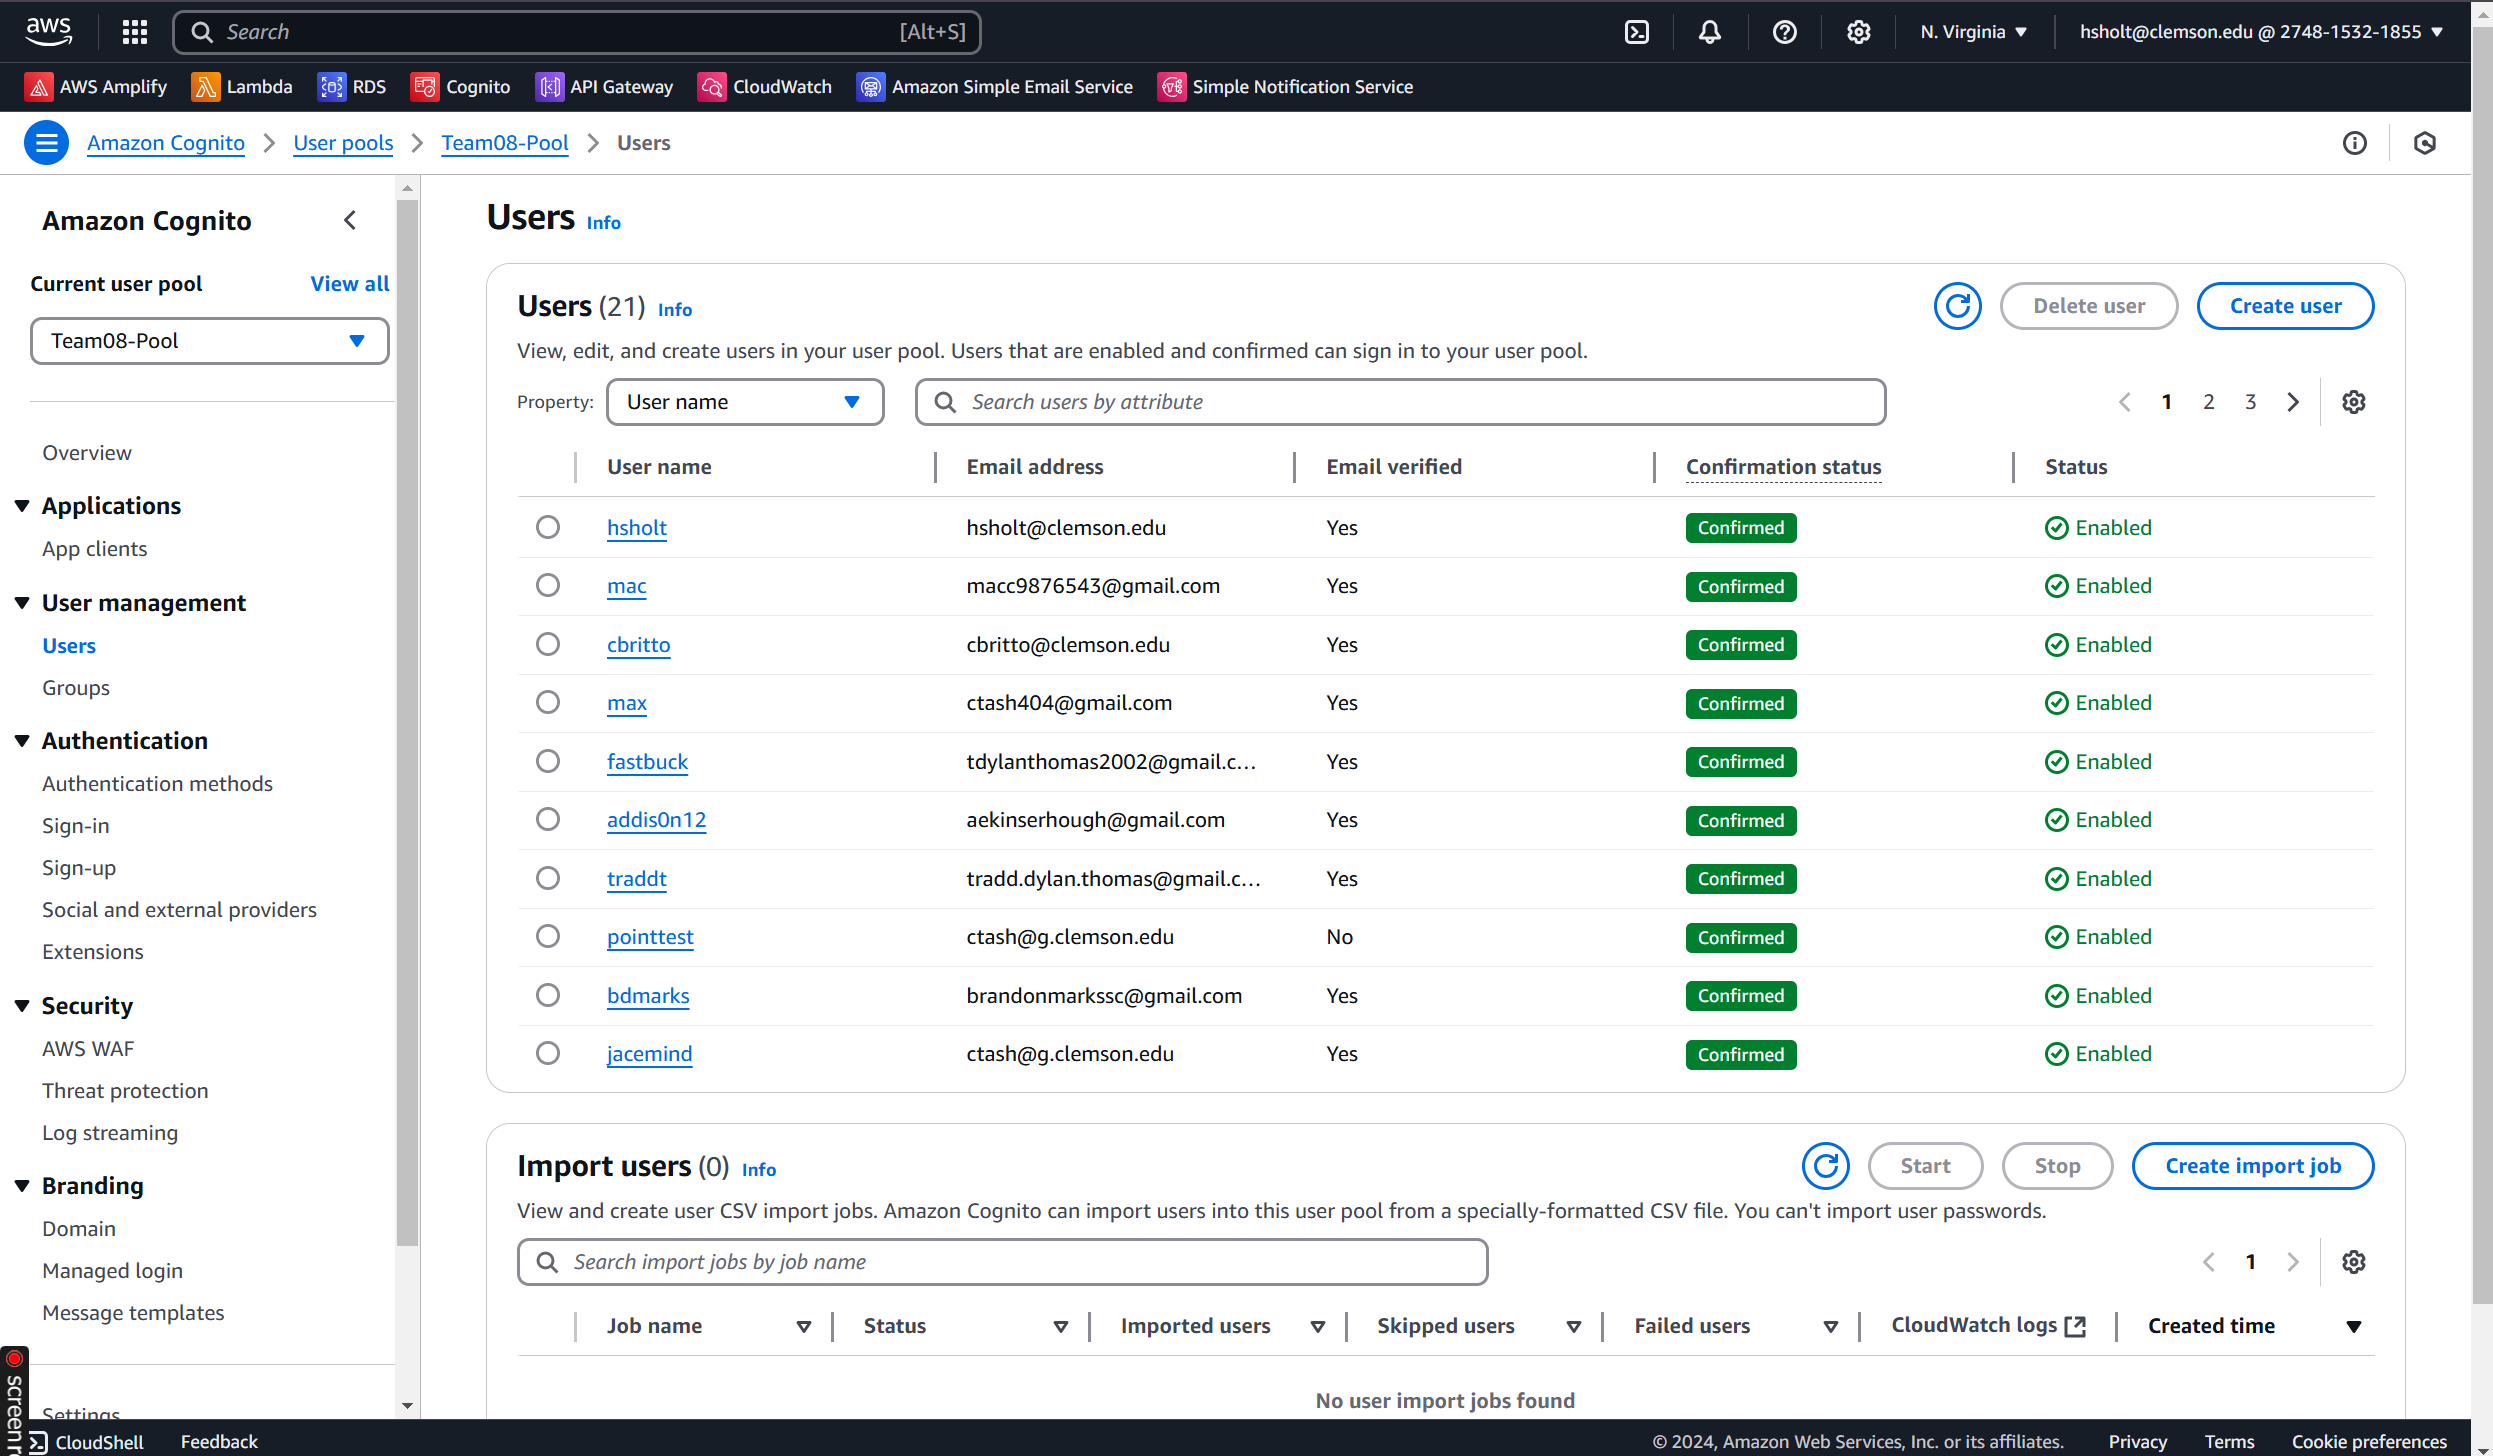 aws Search [Alt+S] N. Virginia hsholt@clemson.edu @ 2748-1532-1855
AWS Amplify Lambda RDS Cognito API Gateway CloudWatch Amazon Simple Email Service Simple Notification Service
Amazon Cognito User pools Team08-Pool Users
Amazon Cognito
Current user pool View all
Team08-Pool
Overview
Applications
App clients
User management
Users
Groups
Authentication
Authentication methods
Sign-in
Sign-up
Social and external providers
Extensions
Security
AWS WAF
Threat protection
Log streaming
Branding
Domain
Managed login
Message templates
Settings
Users Info
Users (21) Info
Delete user Create user
View, edit, and create users in your user pool. Users that are enabled and confirmed can sign in to your user pool.
Property: User name Search users by attribute 1 2 3
User name Email address Email verified Confirmation status Status
hsholt hsholt@clemson.edu Yes Confirmed Enabled
mac macc9876543@gmail.com Yes Confirmed Enabled
cbritto cbritto@clemson.edu Yes Confirmed Enabled
max ctash404@gmail.com Yes Confirmed Enabled
fastbuck tdylanthomas2002@gmail.c... Yes Confirmed Enabled
addis0n12 aekinserhough@gmail.com Yes Confirmed Enabled
traddt tradd.dylan.thomas@gmail.c... Yes Confirmed Enabled
pointtest ctash@g.clemson.edu No Confirmed Enabled
bdmarks brandonmarkssc@gmail.com Yes Confirmed Enabled
jacemind ctash@g.clemson.edu Yes Confirmed Enabled
Import users (0) Info
Start Stop Create import job
View and create user CSV import jobs. Amazon Cognito can import users into this user pool from a specially-formatted CSV file. You can't import user passwords.
Search import jobs by job name 1
Job name Status Imported users Skipped users Failed users CloudWatch logs Created time
No user import jobs found
screen
CloudShell Feedback © 2024, Amazon Web Services, Inc. or its affiliates. Privacy Terms Cookie preferences